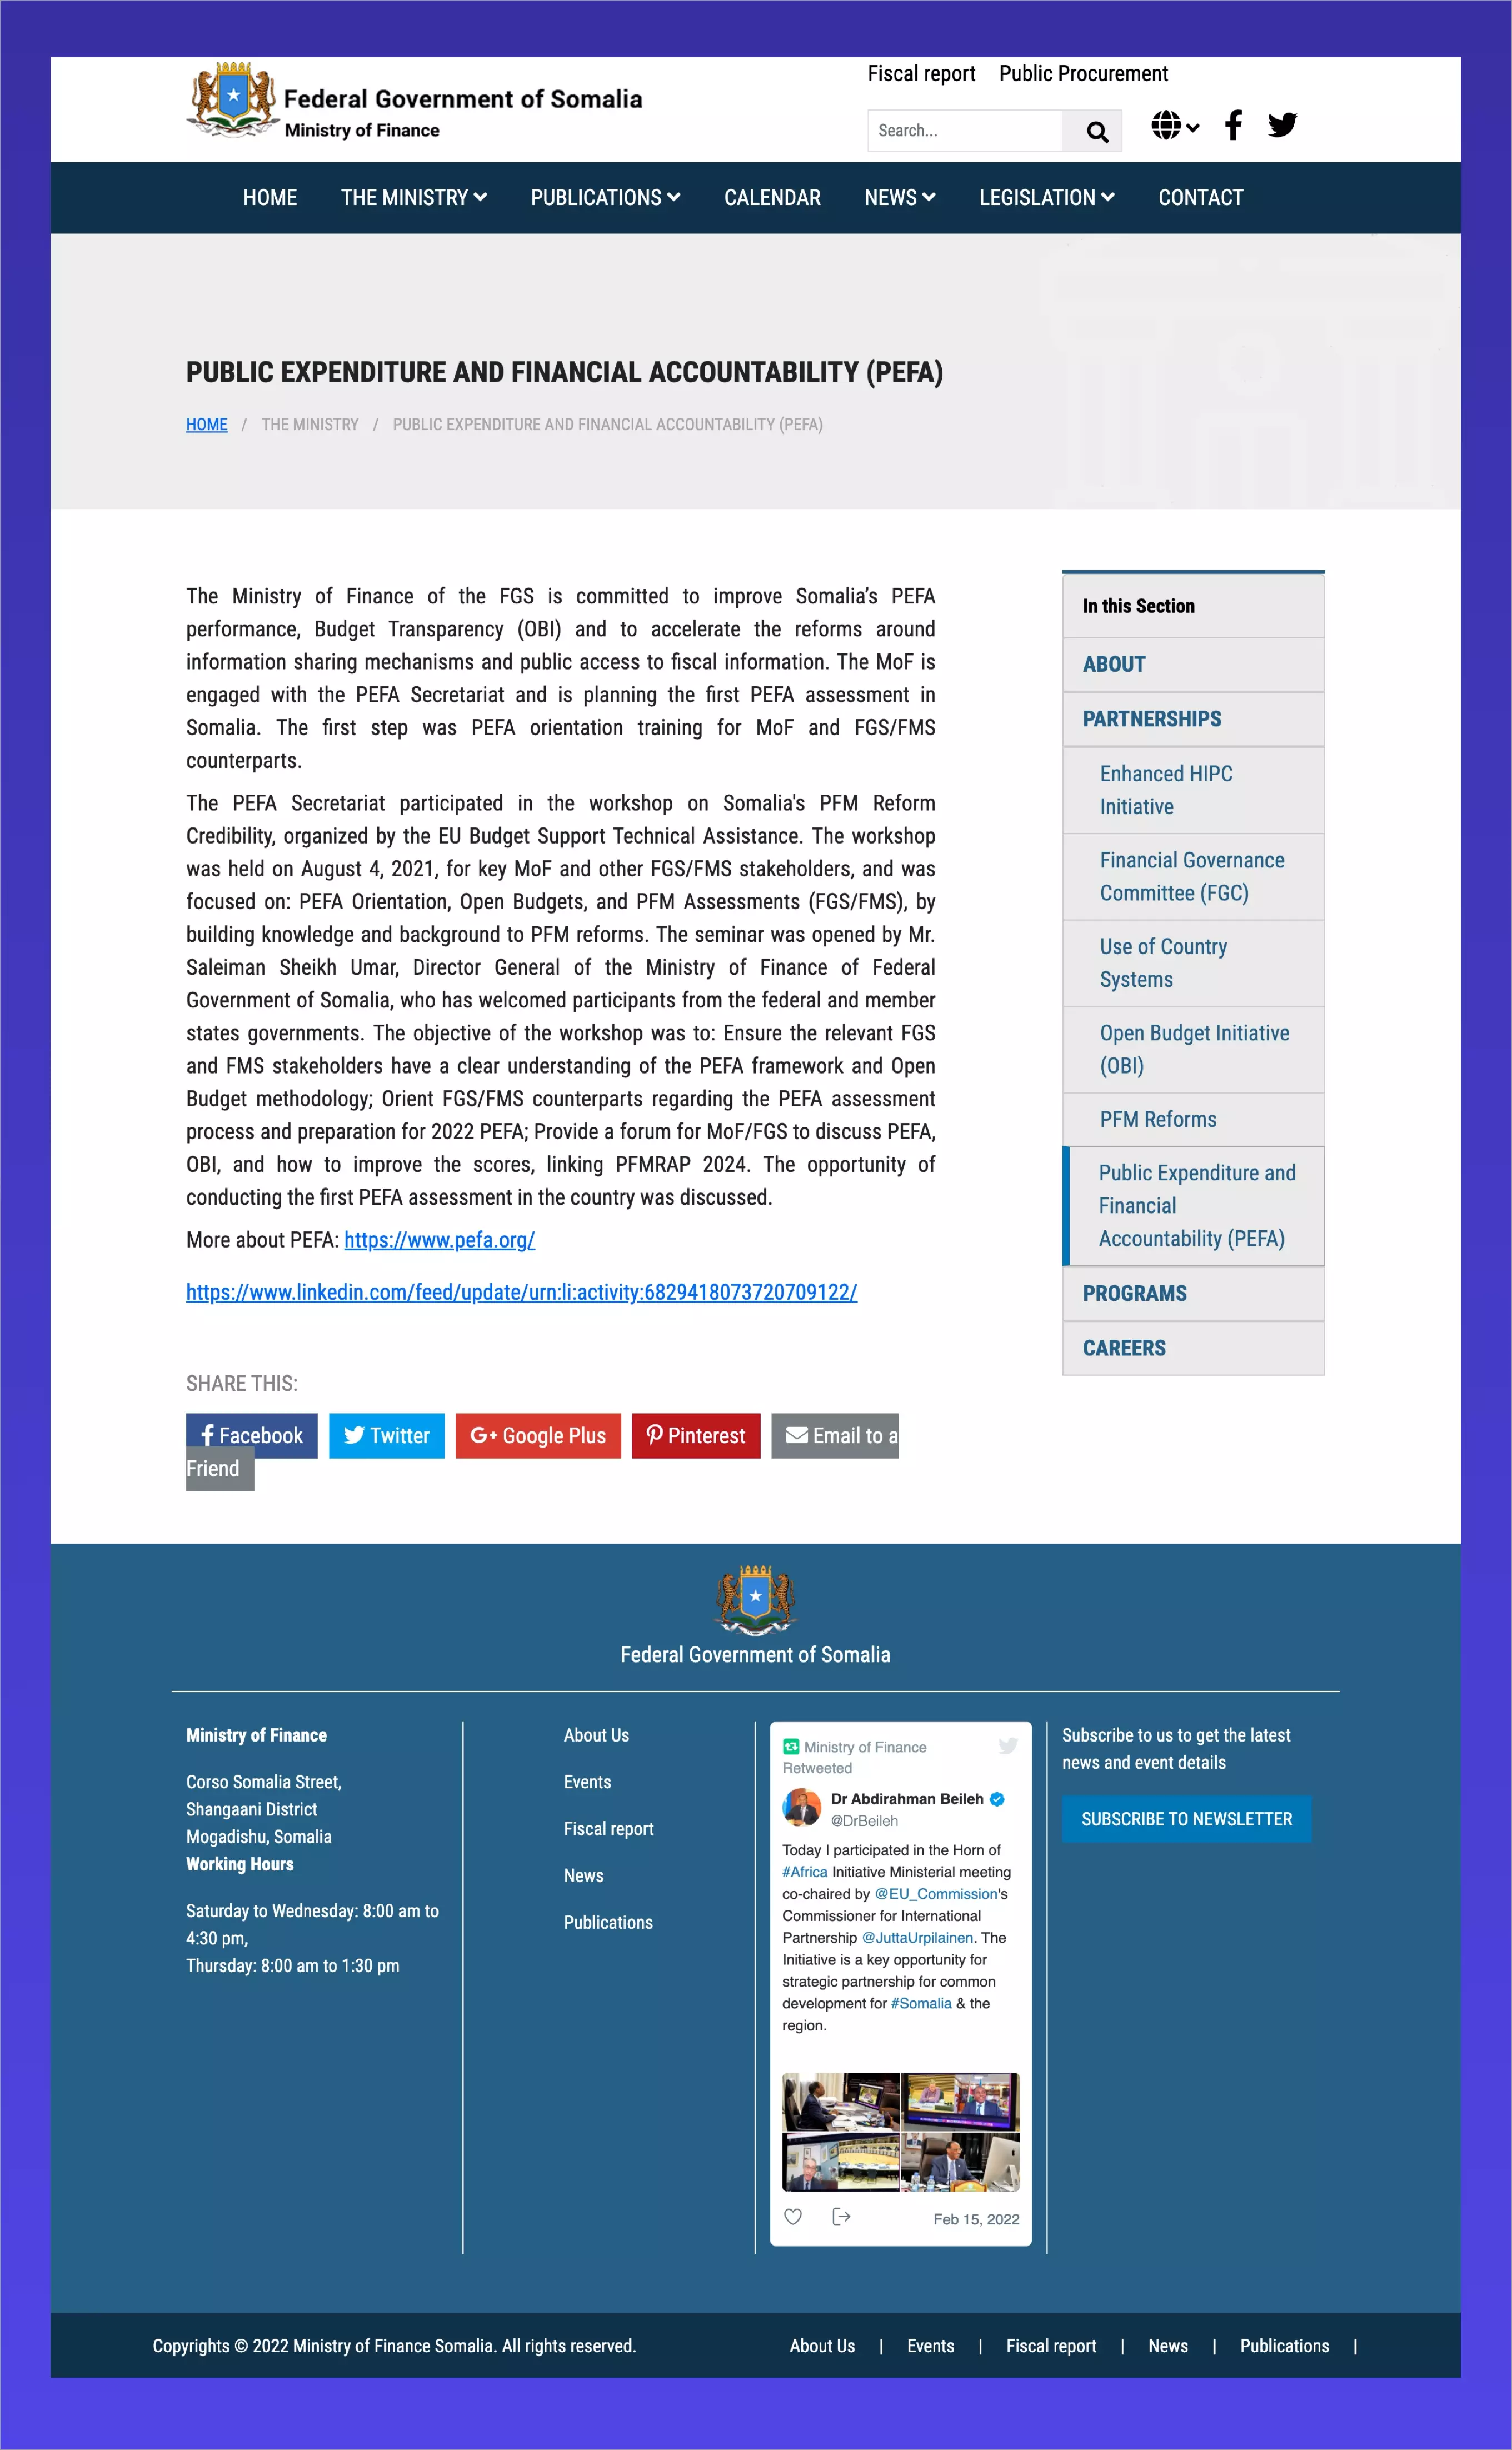 Fiscal report Public Procurement
Federal Government of Somalia
Ministry of Finance
Search...
HOME THE MINISTRY PUBLICATIONS CALENDAR NEWS LEGISLATION CONTACT
PUBLIC EXPENDITURE AND FINANCIAL ACCOUNTABILITY (PEFA)
HOME / THE MINISTRY / PUBLIC EXPENDITURE AND FINANCIAL ACCOUNTABILITY (PEFA)
The Ministry of Finance of the FGS is committed to improve Somalia’s PEFA
performance, Budget Transparency (OBI) and to accelerate the reforms around
information sharing mechanisms and public access to fiscal information. The MoF is
engaged with the PEFA Secretariat and is planning the first PEFA assessment in
Somalia. The first step was PEFA orientation training for MoF and FGS/FMS
counterparts.
The PEFA Secretariat participated in the workshop on Somalia's PFM Reform
Credibility, organized by the EU Budget Support Technical Assistance. The workshop
was held on August 4, 2021, for key MoF and other FGS/FMS stakeholders, and was
focused on: PEFA Orientation, Open Budgets, and PFM Assessments (FGS/FMS), by
building knowledge and background to PFM reforms. The seminar was opened by Mr.
Saleiman Sheikh Umar, Director General of the Ministry of Finance of Federal
Government of Somalia, who has welcomed participants from the federal and member
states governments. The objective of the workshop was to: Ensure the relevant FGS
and FMS stakeholders have a clear understanding of the PEFA framework and Open
Budget methodology; Orient FGS/FMS counterparts regarding the PEFA assessment
process and preparation for 2022 PEFA; Provide a forum for MoF/FGS to discuss PEFA,
OBI, and how to improve the scores, linking PFMRAP 2024. The opportunity of
conducting the first PEFA assessment in the country was discussed.
More about PEFA: https://www.pefa.org/
https://www.linkedin.com/feed/update/urn:li:activity:6829418073720709122/
SHARE THIS:
Facebook Twitter G+ Google Plus Pinterest Email to a
Friend
In this Section
ABOUT
PARTNERSHIPS
Enhanced HIPC
Initiative
Financial Governance
Committee (FGC)
Use of Country
Systems
Open Budget Initiative
(OBI)
PFM Reforms
Public Expenditure and
Financial
Accountability (PEFA)
PROGRAMS
CAREERS
Federal Government of Somalia
Ministry of Finance
Corso Somalia Street,
Shangaani District
Mogadishu, Somalia
Working Hours
Saturday to Wednesday: 8:00 am to
4:30 pm,
Thursday: 8:00 am to 1:30 pm
About Us
Events
Fiscal report
News
Publications
Ministry of Finance
Retweeted
Dr Abdirahman Beileh
@DrBeileh
Today I participated in the Horn of
#Africa Initiative Ministerial meeting
co-chaired by @EU_Commission's
Commissioner for International
Partnership @JuttaUrpilainen. The
Initiative is a key opportunity for
strategic partnership for common
development for #Somalia & the
region.
Feb 15, 2022
Subscribe to us to get the latest
news and event details
SUBSCRIBE TO NEWSLETTER
Copyrights © 2022 Ministry of Finance Somalia. All rights reserved.
About Us | Events | Fiscal report | News | Publications |